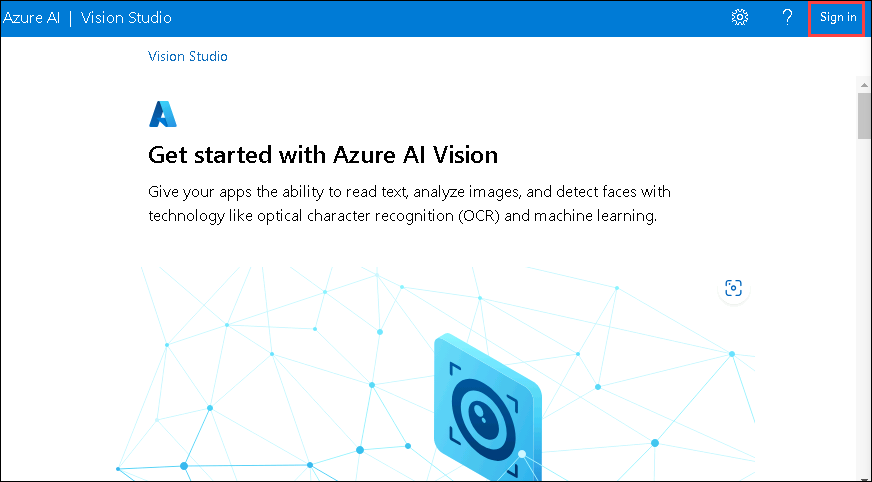 Azure AI | Vision Studio
?
Sign in
Vision Studio
Get started with Azure AI Vision
Give your apps the ability to read text, analyze images, and detect faces with
technology like optical character recognition (OCR) and machine learning.